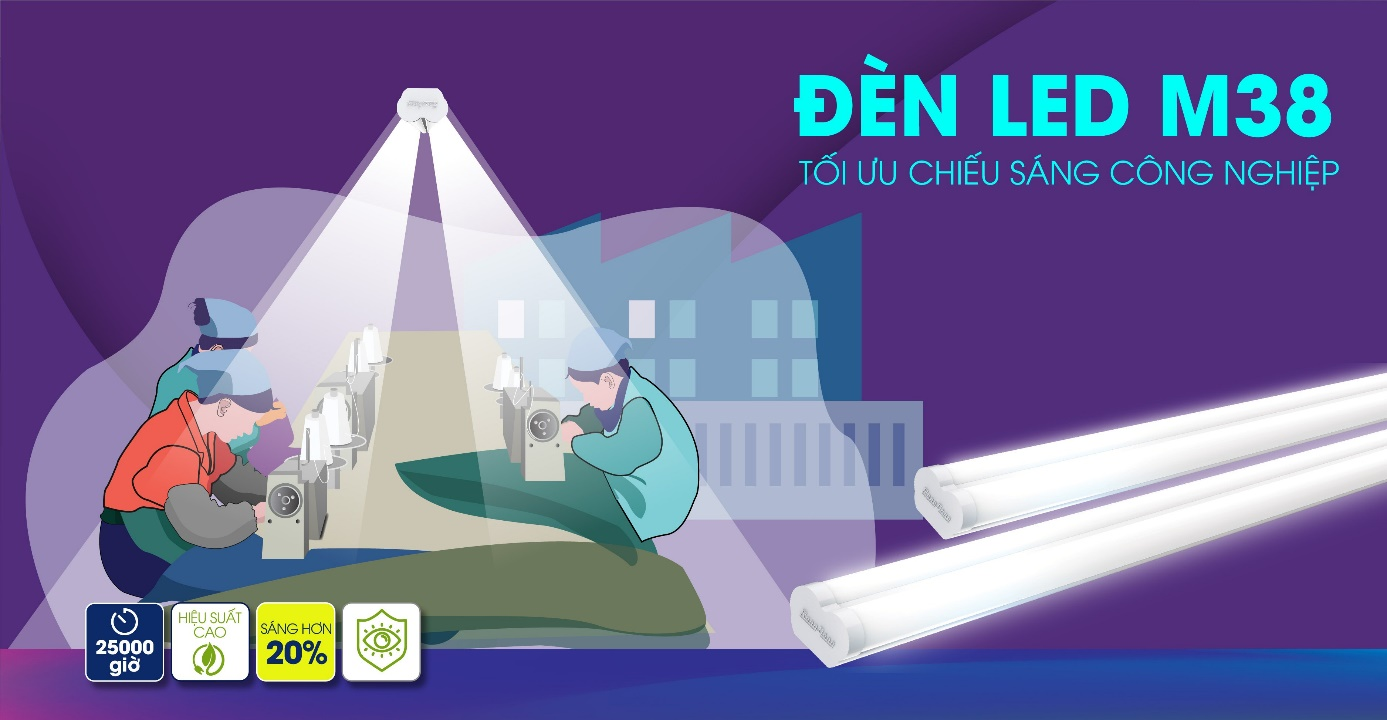 ĐÈN LED M38
TỐI ƯU CHIẾU SÁNG CÔNG NGHIỆP
25000
giờ
HIỆU SUẤT
CAO
SÁNG HƠN
20%